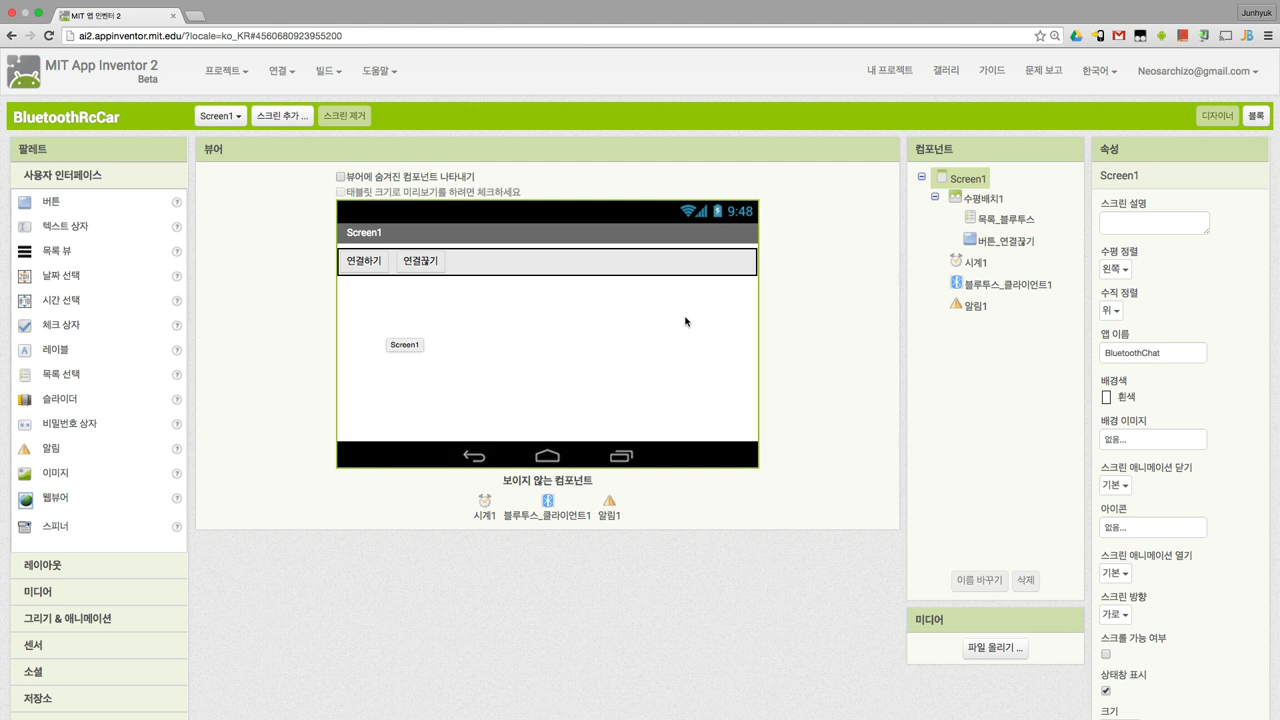 MIT 앱 인벤터 2
Junhyuk
ai2.appinventor.mit.edu/?locale=ko_KR#4560680923955200
MIT App Inventor 2
Beta
프로젝트 연결 빌드 도움말
내 프로젝트 갤러리 가이드 문제 보고 한국어 Neosarchizo@gmail.com
BluetoothRcCar
Screen1 스크린 추가 ... 스크린 제거
디자이너 블록
팔레트
사용자 인터페이스
버튼
텍스트 상자
목록 뷰
날짜 선택
시간 선택
체크 상자
레이블
목록 선택
슬라이더
비밀번호 상자
알림
이미지
웹뷰어
스피너
레이아웃
미디어
그리기 & 애니메이션
센서
소셜
저장소
뷰어
뷰어에 숨겨진 컴포넌트 나타내기
태블릿 크기로 미리보기를 하려면 체크하세요
9:48
Screen1
연결하기 연결끊기
Screen1
보이지 않는 컴포넌트
시계1 블루투스_클라이언트1 알림1
컴포넌트
Screen1
수평배치1
목록_블루투스
버튼_연결끊기
시계1
블루투스_클라이언트1
알림1
이름 바꾸기 삭제
미디어
파일 올리기 ...
속성
Screen1
스크린 설명
수평 정렬
왼쪽
수직 정렬
위
앱 이름
BluetoothChat
배경색
흰색
배경 이미지
없음...
스크린 애니메이션 닫기
기본
아이콘
없음...
스크린 애니메이션 열기
기본
스크린 방향
가로
스크롤 가능 여부
상태창 표시
크기